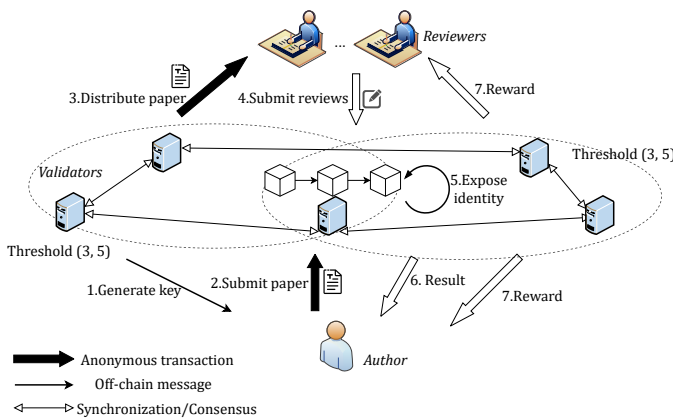 ...
Reviewers
3.Distribute paper
4.Submit reviews
7.Reward
Validators
Threshold (3, 5)
5.Expose
identity
Threshold (3, 5)
1.Generate key
2.Submit paper
6. Result
7.Reward
Author
Anonymous transaction
Off-chain message
Synchronization/Consensus